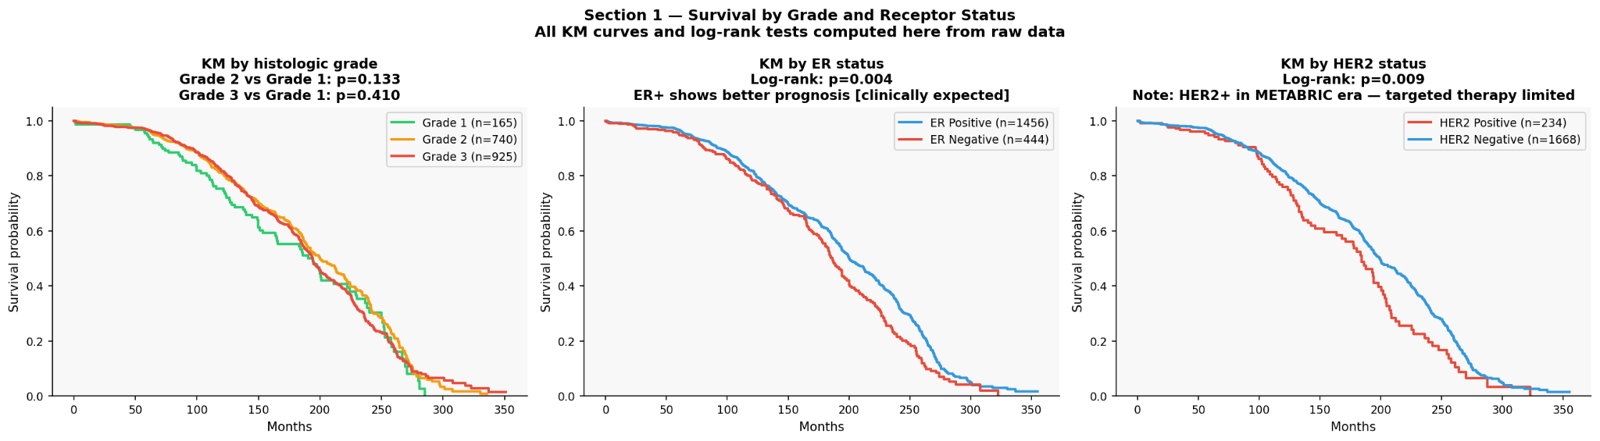 Section 1 — Survival by Grade and Receptor Status
All KM curves and log-rank tests computed here from raw data
KM by histologic grade
Grade 2 vs Grade 1: p=0.133
Grade 3 vs Grade 1: p=0.410
Survival probability
1.0
0.8
0.6
0.4
0.2
0.0
Grade 1 (n=165)
Grade 2 (n=740)
Grade 3 (n=925)
0 50 100 150 200 250 300 350
Months
KM by ER status
Log-rank: p=0.004
ER+ shows better prognosis [clinically expected]
Survival probability
1.0
0.8
0.6
0.4
0.2
0.0
ER Positive (n=1456)
ER Negative (n=444)
0 50 100 150 200 250 300 350
Months
KM by HER2 status
Log-rank: p=0.009
Note: HER2+ in METABRIC era — targeted therapy limited
Survival probability
1.0
0.8
0.6
0.4
0.2
0.0
HER2 Positive (n=234)
HER2 Negative (n=1668)
0 50 100 150 200 250 300 350
Months